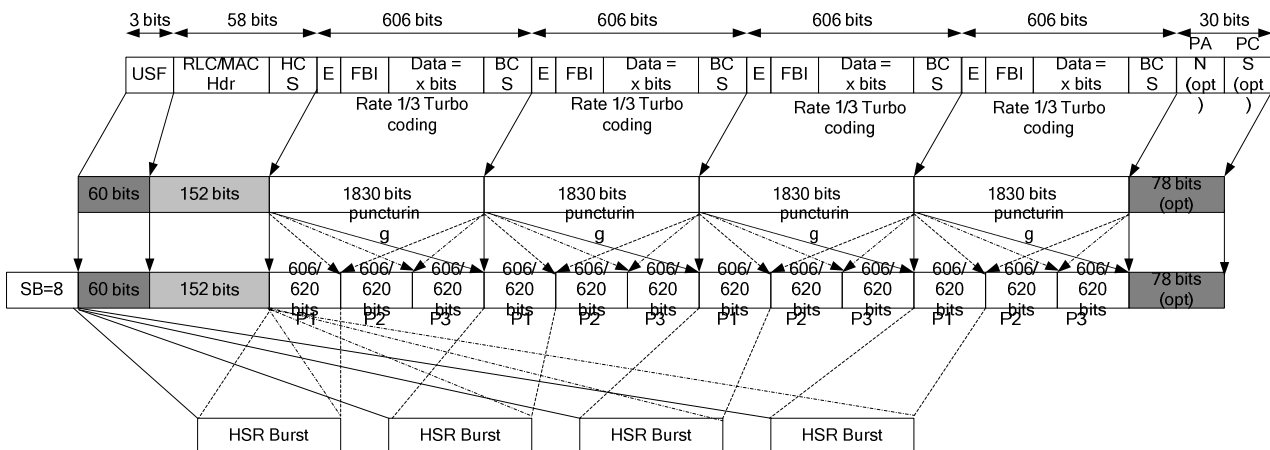 3 bits 58 bits 606 bits 606 bits 606 bits 606 bits 30 bits
USF RLC/MAC Hdr HC S E FBI Data = x bits BC S E FBI Data = x bits BC S E FBI Data = x bits BC S E FBI Data = x bits BC S PA N (opt ) PC S (opt )
Rate 1/3 Turbo coding Rate 1/3 Turbo coding Rate 1/3 Turbo coding Rate 1/3 Turbo coding
60 bits 152 bits 1830 bits puncturin g 1830 bits puncturin g 1830 bits puncturin g 1830 bits puncturin g 78 bits (opt)
SB=8 60 bits 152 bits 606/ 620 bits P1 606/ 620 bits P2 606/ 620 bits P3 606/ 620 bits P1 606/ 620 bits P2 606/ 620 bits P3 606/ 620 bits P1 606/ 620 bits P2 606/ 620 bits P3 606/ 620 bits P1 606/ 620 bits P2 606/ 620 bits P3 78 bits (opt)
HSR Burst HSR Burst HSR Burst HSR Burst